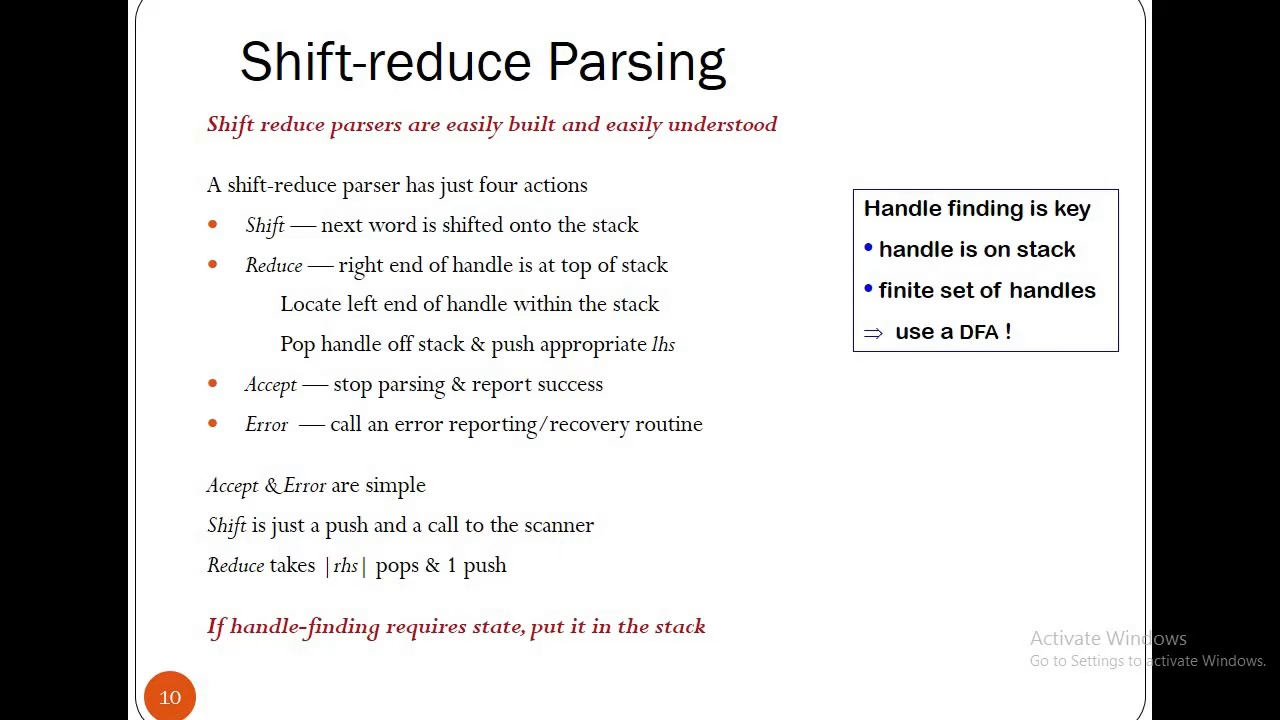 Shift-reduce Parsing
Shift reduce parsers are easily built and easily understood
A shift-reduce parser has just four actions
• Shift — next word is shifted onto the stack
• Reduce — right end of handle is at top of stack
Locate left end of handle within the stack
Pop handle off stack & push appropriate lhs
• Accept — stop parsing & report success
• Error — call an error reporting/recovery routine
Accept & Error are simple
Shift is just a push and a call to the scanner
Reduce takes |rhs| pops & 1 push
If handle-finding requires state, put it in the stack
Handle finding is key
• handle is on stack
• finite set of handles
⇒ use a DFA !
Activate Windows
Go to Settings to activate Windows.
10